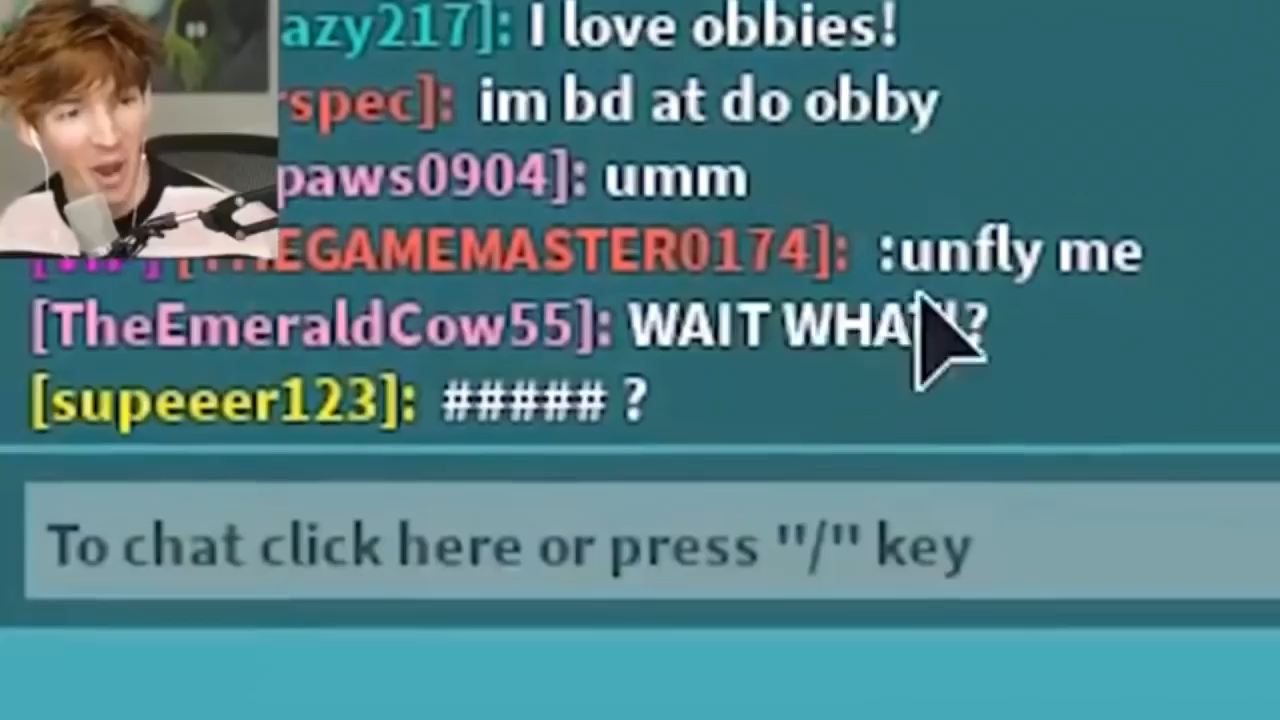 azy217]: I love obbies!
spec]: im bd at do obby
paws0904]: umm
EGAMEMASTER0174]: :unfly me
[TheEmeraldCow55]: WAIT
[supeeer123]: ##### ?
To chat click here or press "/" key